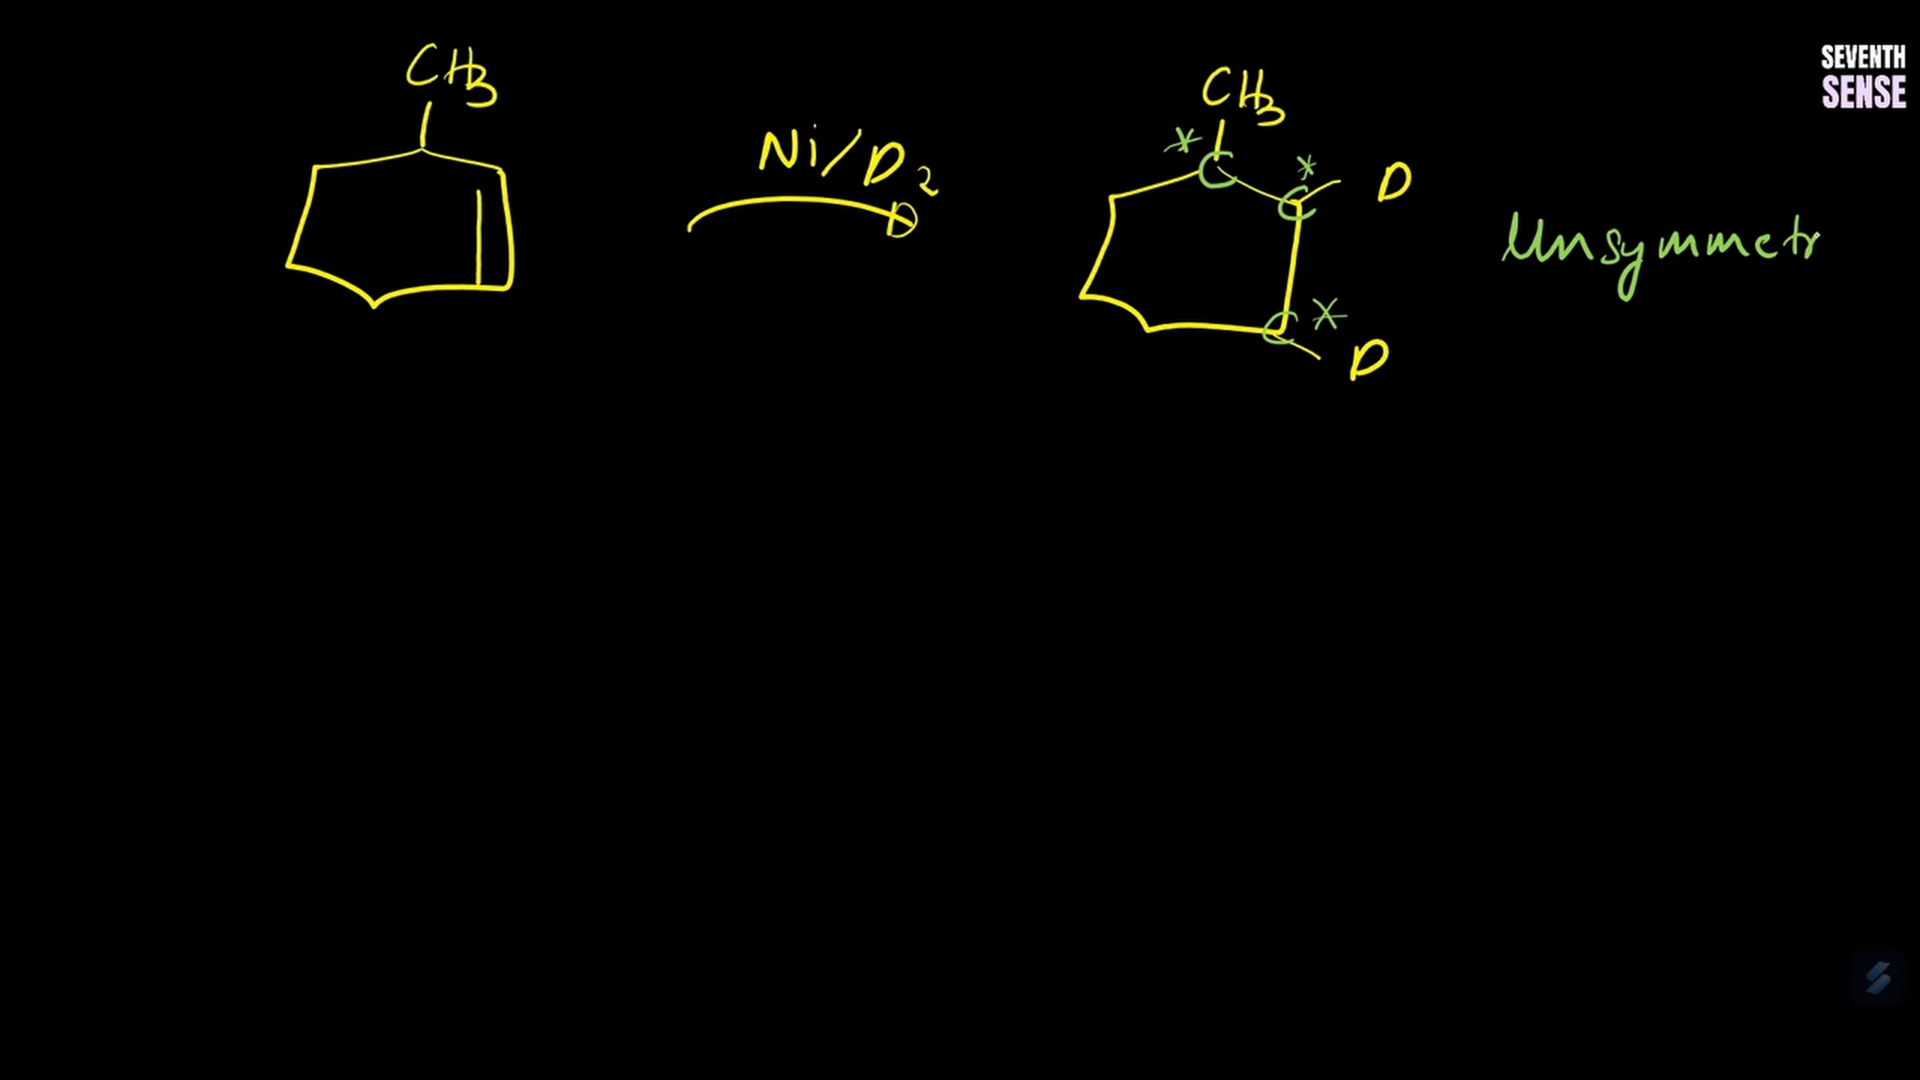 CH3
Ni/D2
CH3
*
C
*
C
D
*
C
D
Unsymmetr
SEVENTH
SENSE